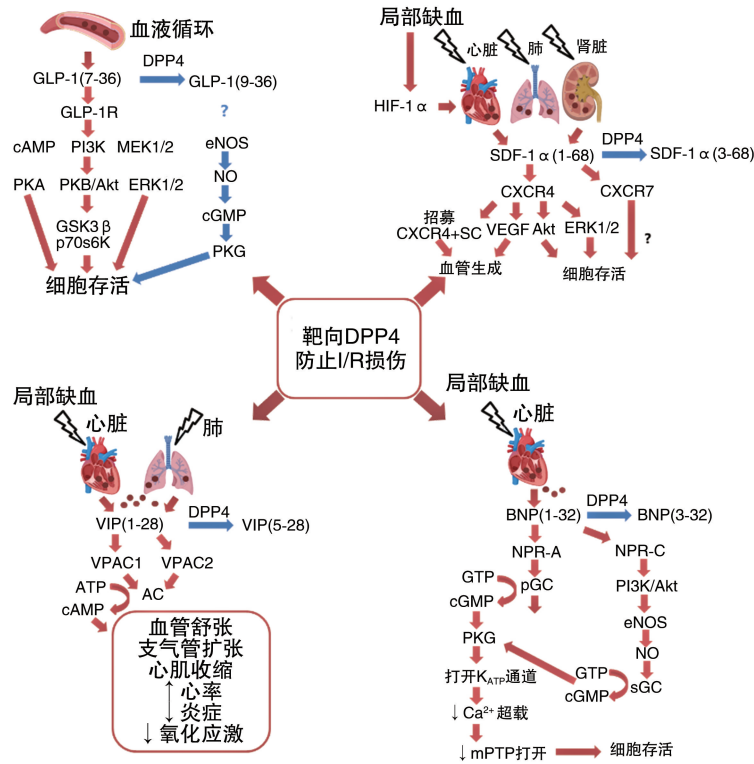 血液循环
DPP4
GLP-1(7-36)
GLP-1(9-36)
GLP-1R
?
cAMP PI3K MEK1/2
eNOS
PKA PKB/Akt ERK1/2
NO
GSK3β
p70s6K
cGMP
PKG
细胞存活
局部缺血
心脏 肺 肾脏
HIF-1α
DPP4
SDF-1α(1-68)
SDF-1α(3-68)
CXCR4
CXCR7
招募
CXCR4+SC
VEGF Akt ERK1/2
?
血管生成
细胞存活
靶向DPP4
防止I/R损伤
局部缺血
心脏
肺
DPP4
VIP(1-28)
VIP(5-28)
VPAC1 VPAC2
ATP
AC
cAMP
血管舒张
支气管扩张
心肌收缩
↑心率
↓炎症
↓氧化应激
局部缺血
心脏
DPP4
BNP(1-32)
BNP(3-32)
NPR-A
NPR-C
GTP
pGC
cGMP
PI3K/Akt
eNOS
PKG
NO
GTP
sGC
cGMP
打开KATP通道
↓Ca²⁺超载
↓mPTP打开
细胞存活